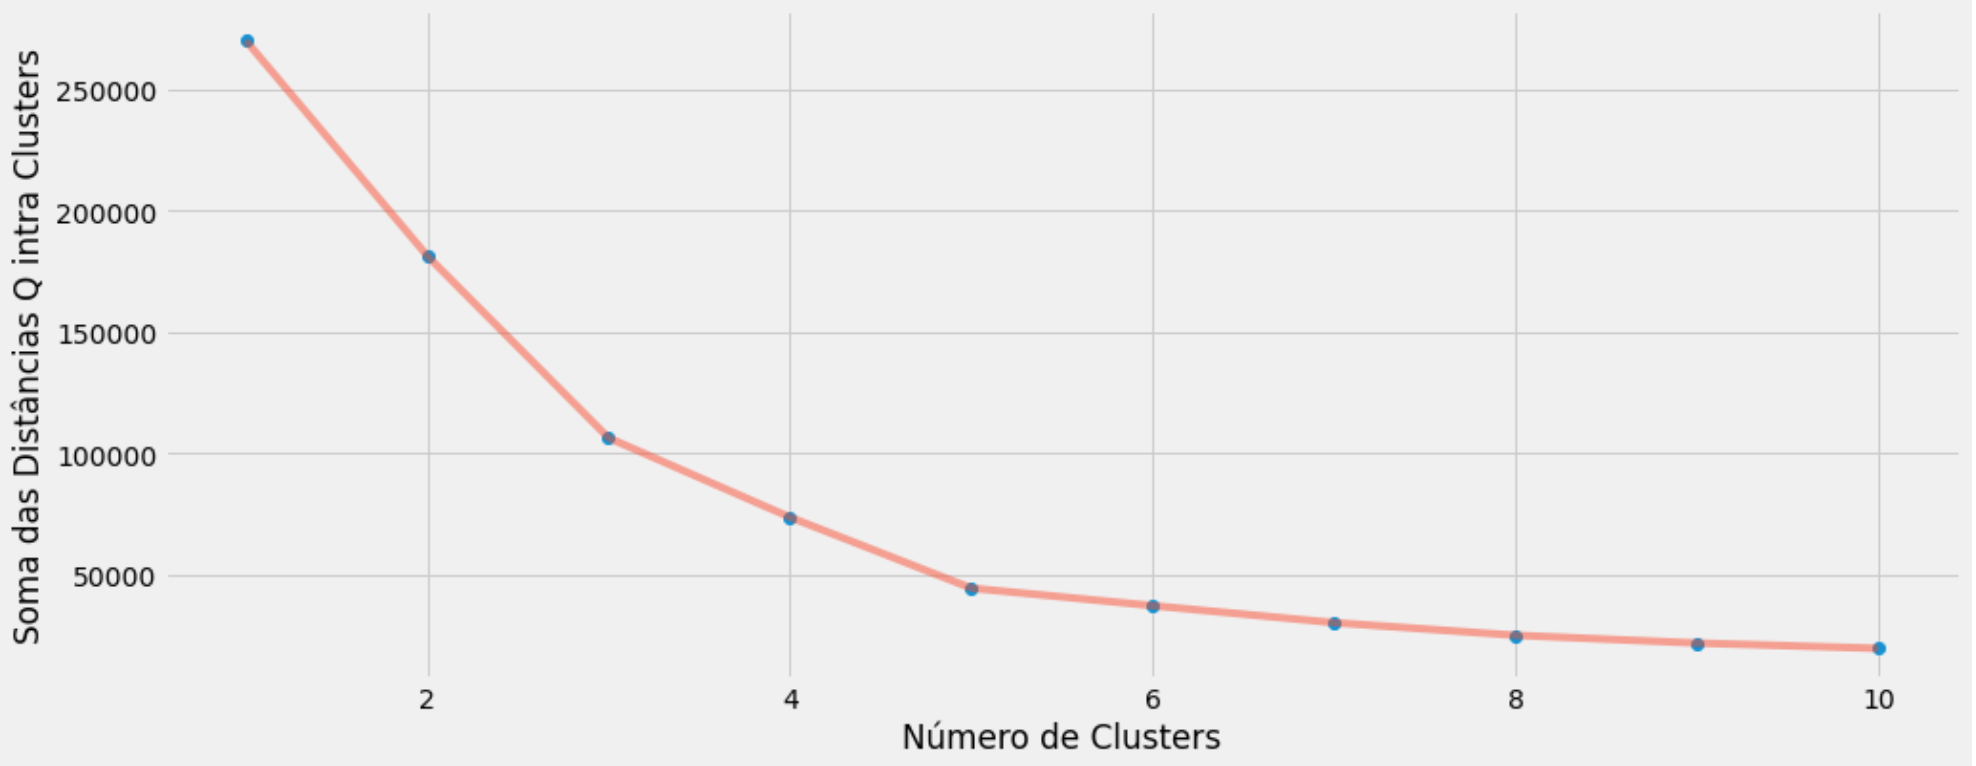 Soma das Distâncias Q intra Clusters
250000
200000
150000
100000
50000
2 4 6 8 10
Número de Clusters